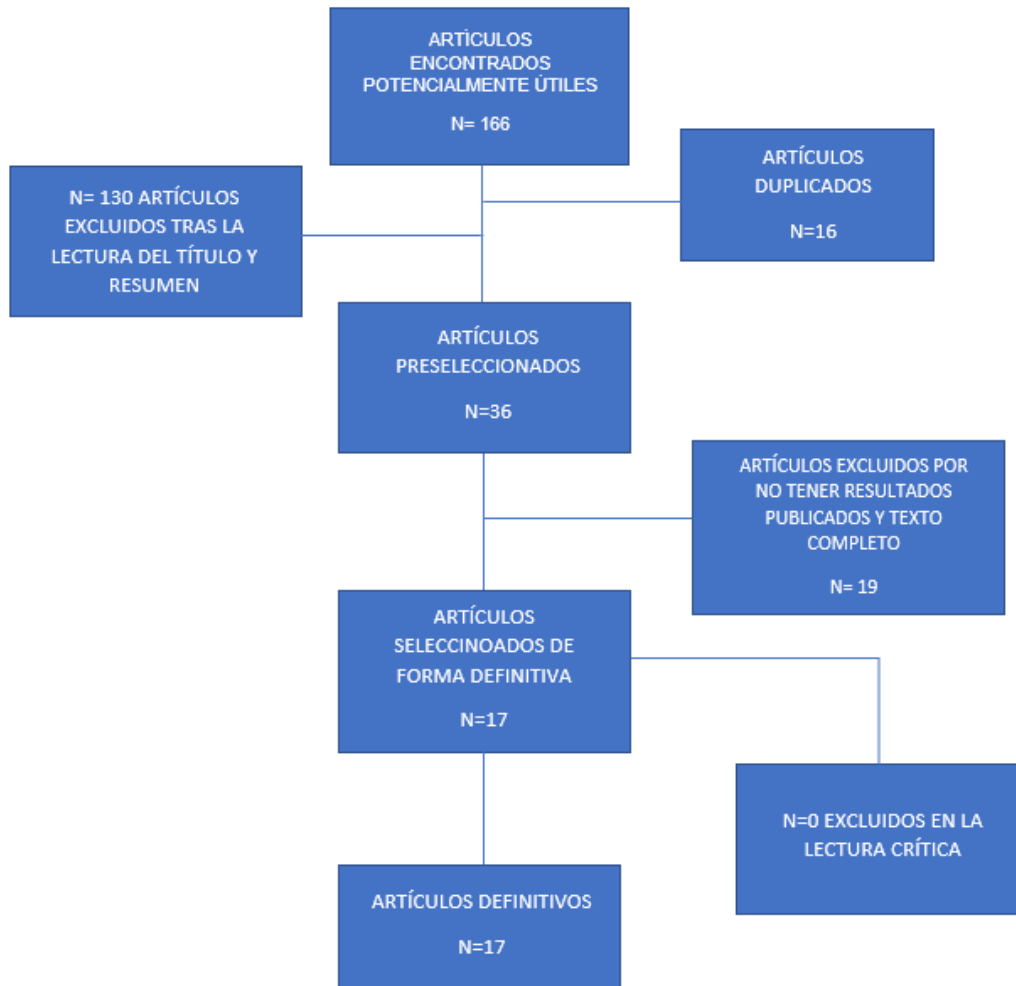 ARTÍCULOS
ENCONTRADOS
POTENCIALMENTE ÚTILES
N= 166
ARTÍCULOS
DUPLICADOS
N=16
N= 130 ARTÍCULOS
EXCLUIDOS TRAS LA
LECTURA DEL TÍTULO Y
RESUMEN
ARTÍCULOS
PRESELECCIONADOS
N=36
ARTÍCULOS EXCLUIDOS POR
NO TENER RESULTADOS
PUBLICADOS Y TEXTO
COMPLETO
N= 19
ARTÍCULOS
SELECCINOADOS DE
FORMA DEFINITIVA
N=17
N=0 EXCLUIDOS EN LA
LECTURA CRÍTICA
ARTÍCULOS DEFINITIVOS
N=17